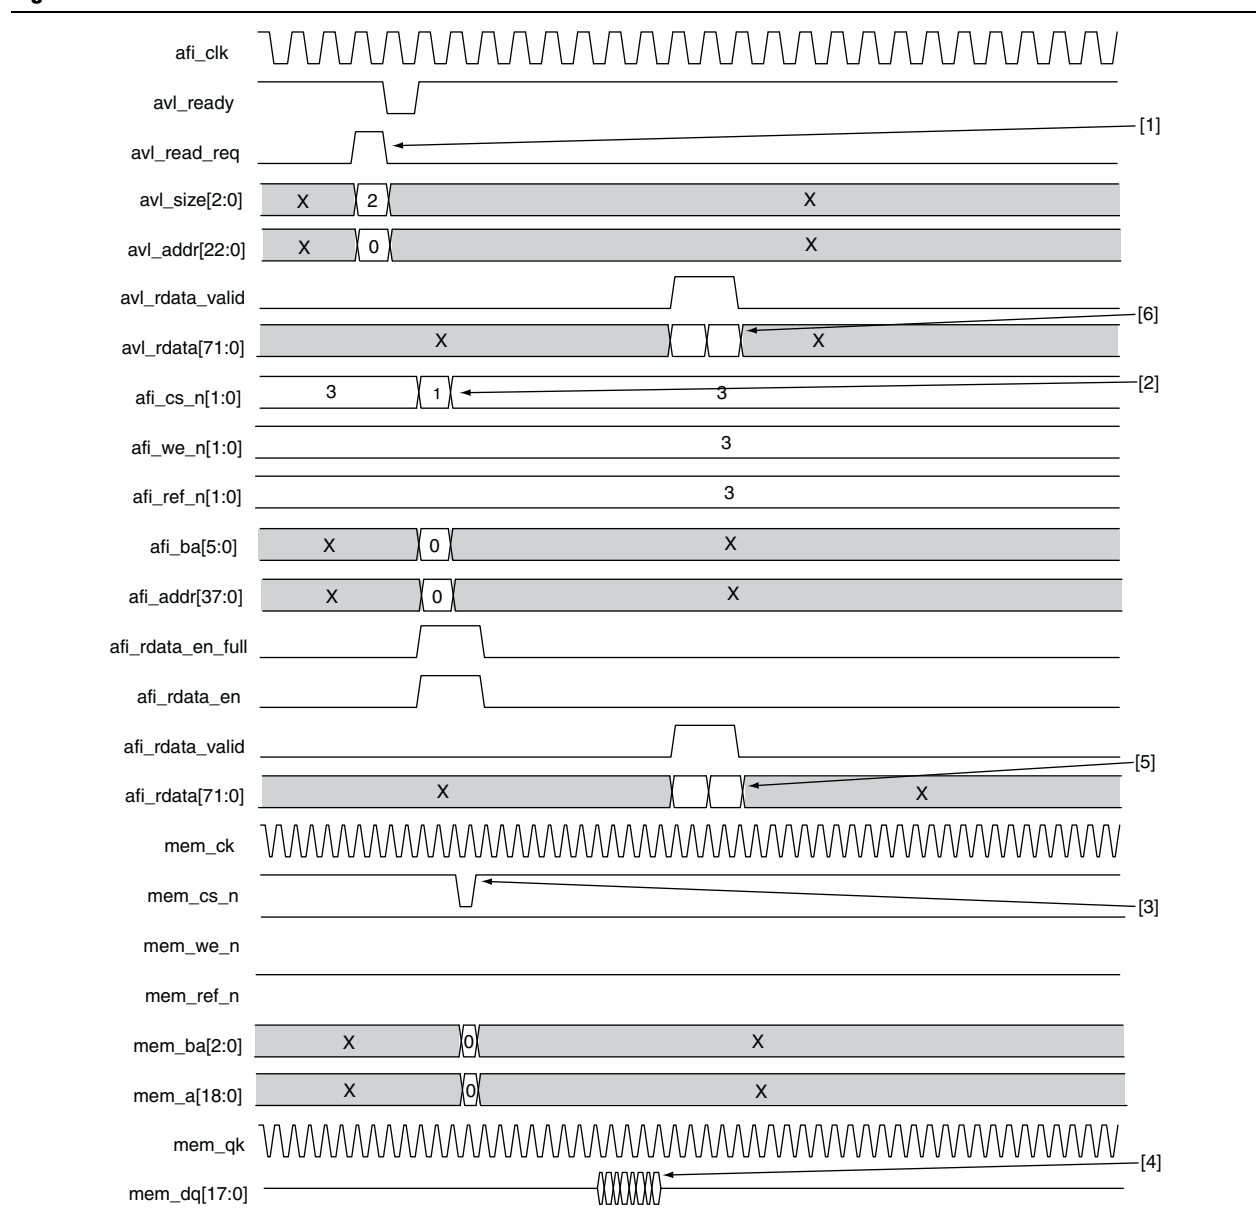 afi_clk
avl_ready
[1]
avl_read_req
avl_size[2:0] X 2 X
avl_addr[22:0] X 0 X
avl_rdata_valid
[6]
avl_rdata[71:0] X X
afi_cs_n[1:0] 3 1 3 [2]
afi_we_n[1:0] 3
afi_ref_n[1:0] 3
afi_ba[5:0] X 0 X
afi_addr[37:0] X 0 X
afi_rdata_en_full
afi_rdata_en
afi_rdata_valid
[5]
afi_rdata[71:0] X X
mem_ck
mem_cs_n
[3]
mem_we_n
mem_ref_n
mem_ba[2:0] X 0 X
mem_a[18:0] X 0 X
mem_qk
[4]
mem_dq[17:0]